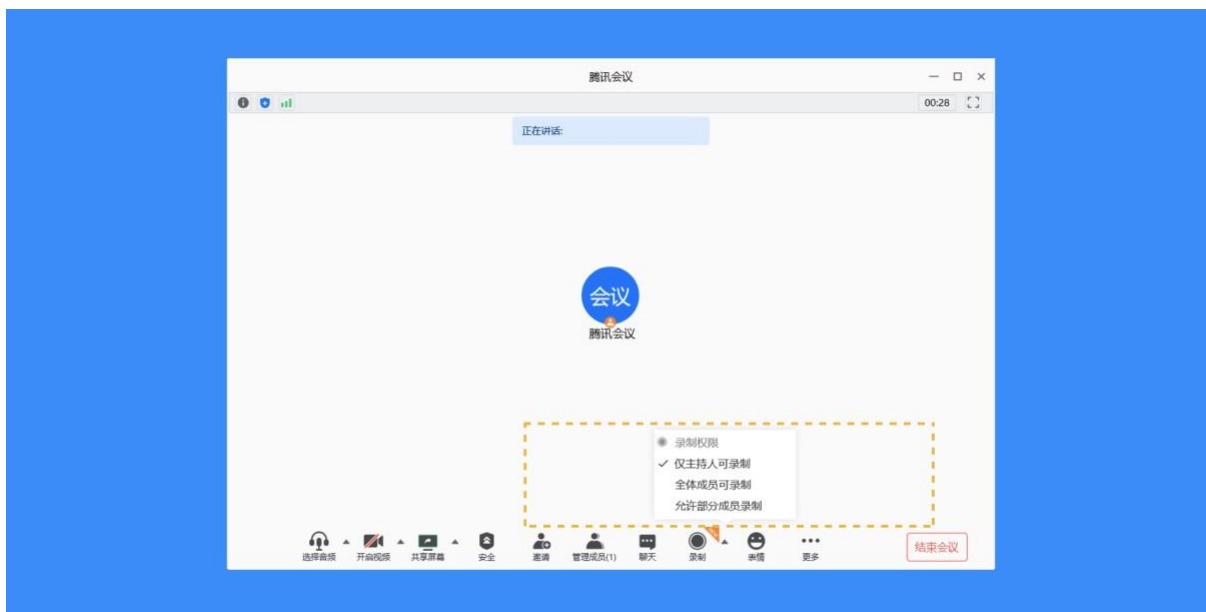 腾讯会议
00:28
正在讲话:
会议
腾讯会议
录制权限
仅主持人可录制
全体成员可录制
允许部分成员录制
选择音频
开启视频
共享屏幕
安全
邀请
管理成员(1)
聊天
录制
表情
更多
结束会议